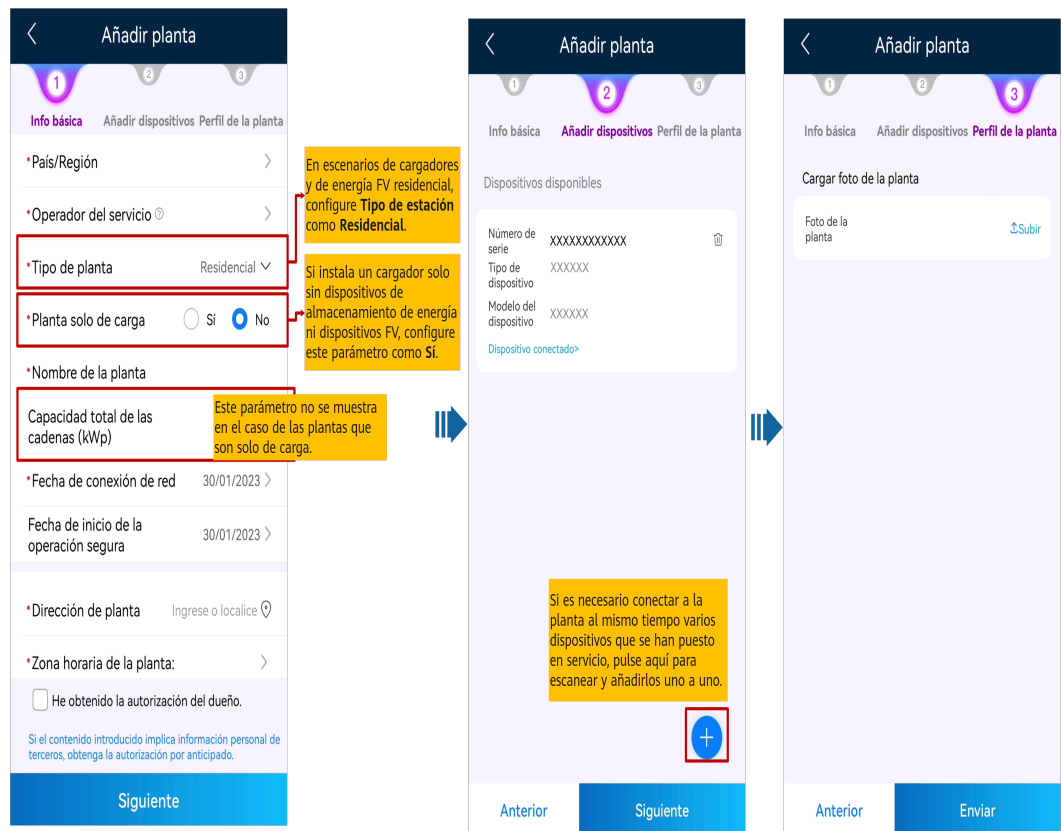 Añadir planta
1
2
3
Info básica
Añadir dispositivos
Perfil de la planta
*País/Región
*Operador del servicio ?
*Tipo de planta
Residencial
*Planta solo de carga
Sí
No
*Nombre de la planta
Capacidad total de las
cadenas (kWp)
*Fecha de conexión de red
30/01/2023
Fecha de inicio de la
operación segura
30/01/2023
*Dirección de planta
Ingrese o localice
*Zona horaria de la planta:
He obtenido la autorización del dueño.
Si el contenido introducido implica información personal de
terceros, obtenga la autorización por anticipado.
Siguiente
En escenarios de cargadores
y de energía FV residencial,
configure Tipo de estación
como Residencial.
Si instala un cargador solo
sin dispositivos de
almacenamiento de energía
ni dispositivos FV, configure
este parámetro como Sí.
Este parámetro no se muestra
en el caso de las plantas que
son solo de carga.
Añadir planta
1
2
3
Info básica
Añadir dispositivos
Perfil de la planta
Dispositivos disponibles
Número de
serie
XXXXXXXXXXXX
Tipo de
dispositivo
XXXXXX
Modelo del
dispositivo
XXXXXX
Dispositivo conectado>
Si es necesario conectar a la
planta al mismo tiempo varios
dispositivos que se han puesto
en servicio, pulse aquí para
escanear y añadirlos uno a uno.
+
Anterior
Siguiente
Añadir planta
1
2
3
Info básica
Añadir dispositivos
Perfil de la planta
Cargar foto de la planta
Foto de la
planta
Subir
Anterior
Enviar